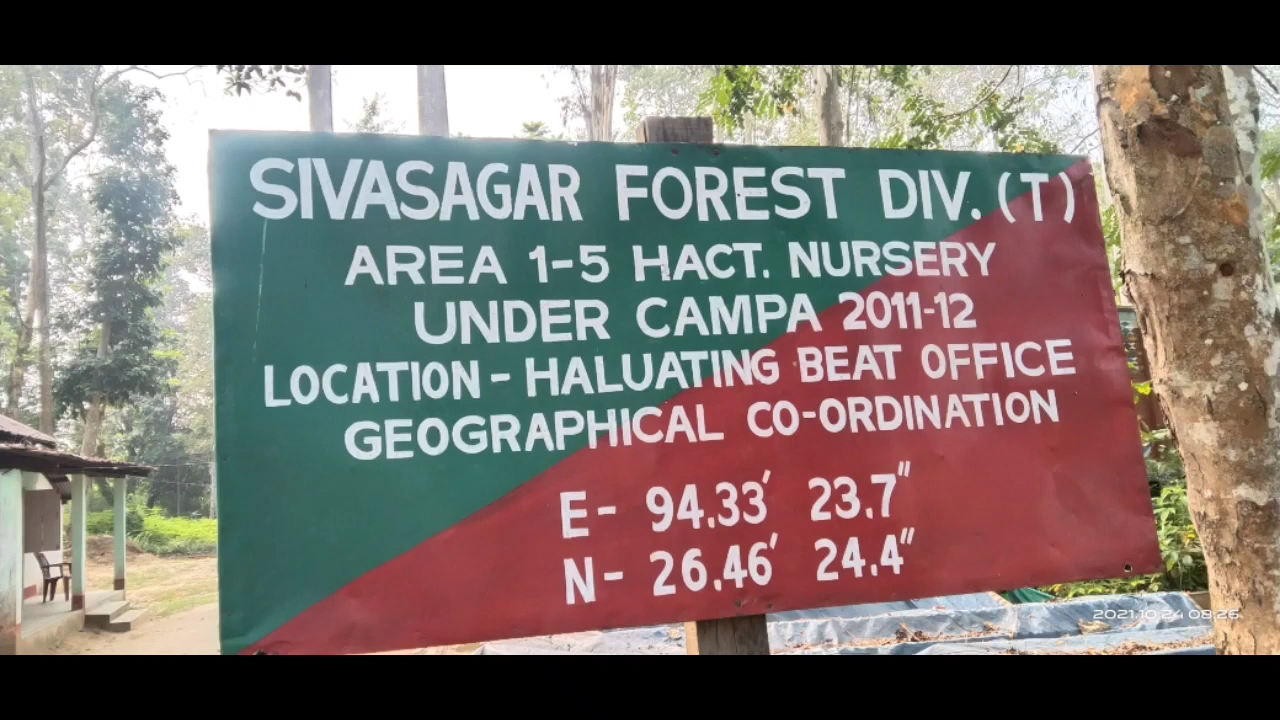 SIVASAGAR FOREST DIV. (T)
AREA 1-5 HACT. NURSERY
UNDER CAMPA 2011-12
LOCATION - HALUATING BEAT OFFICE
GEOGRAPHICAL CO-ORDINATION
E- 94.33' 23.7"
N- 26.46' 24.4"
2021.10.24 08:26